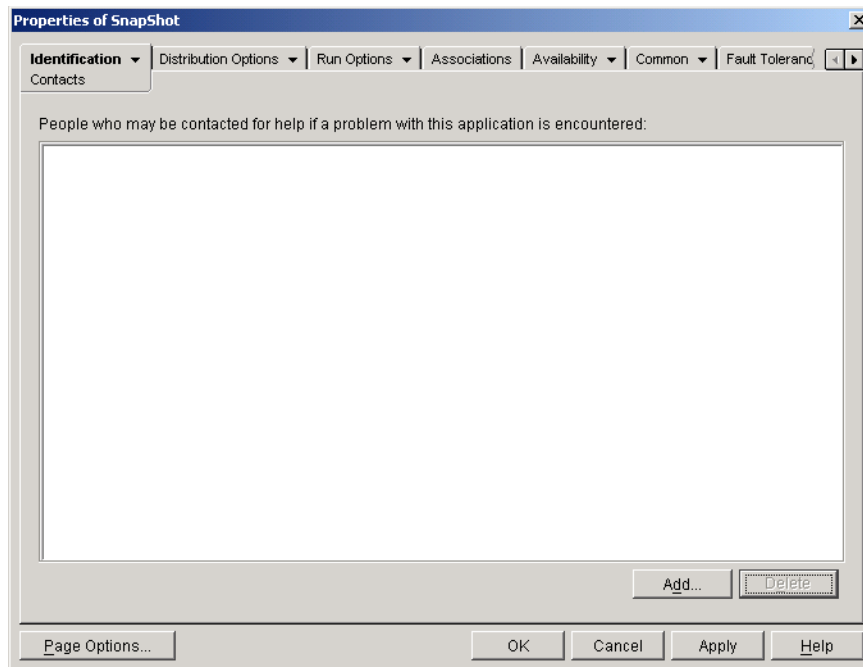 Properties of SnapShot
Identification Distribution Options Run Options Associations Availability Common Fault Toleranc
Contacts
People who may be contacted for help if a problem with this application is encountered:
Add... Delete
Page Options... OK Cancel Apply Help